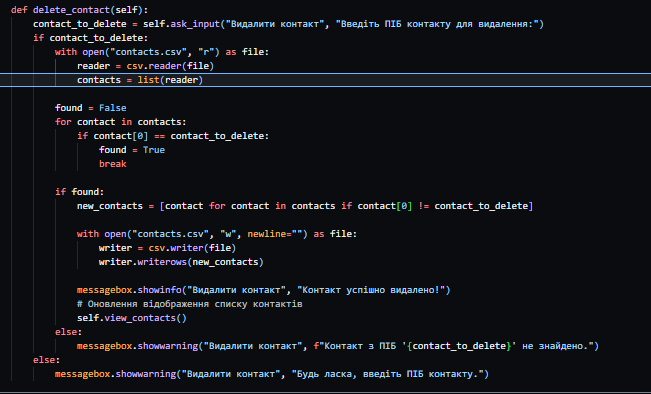 def delete_contact(self):
contact_to_delete = self.ask_input("Видалити контакт", "Введіть ПІБ контакту для видалення:")
if contact_to_delete:
with open("contacts.csv", "r") as file:
reader = csv.reader(file)
contacts = list(reader)
found = False
for contact in contacts:
if contact[0] == contact_to_delete:
found = True
break
if found:
new_contacts = [contact for contact in contacts if contact[0] != contact_to_delete]
with open("contacts.csv", "w", newline="") as file:
writer = csv.writer(file)
writer.writerows(new_contacts)
messagebox.showinfo("Видалити контакт", "Контакт успішно видалено!")
# Оновлення відображення списку контактів
self.view_contacts()
else:
messagebox.showwarning("Видалити контакт", f"Контакт з ПІБ '{contact_to_delete}' не знайдено.")
else:
messagebox.showwarning("Видалити контакт", "Будь ласка, введіть ПІБ контакту.")